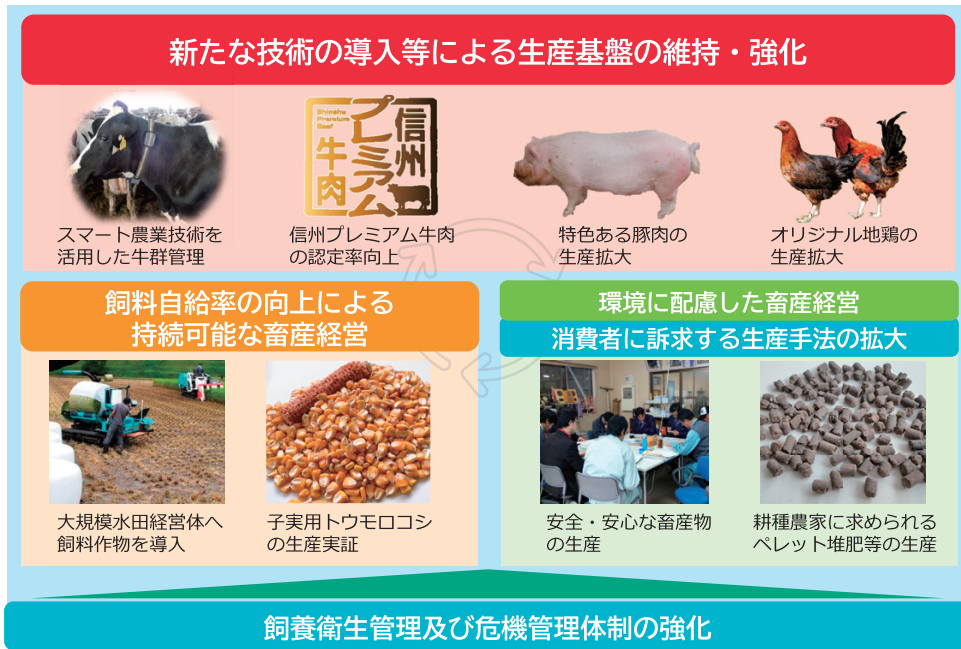 新たな技術の導入等による生産基盤の維持・強化
Shinshu
Premium
Beef
信州
プレミアム
牛肉
スマート農業技術を
活用した牛群管理
信州プレミアム牛肉
の認定率向上
特色ある豚肉の
生産拡大
オリジナル地鶏の
生産拡大
飼料自給率の向上による
持続可能な畜産経営
大規模水田経営体へ
飼料作物を導入
子実用トウモロコシ
の生産実証
環境に配慮した畜産経営
消費者に訴求する生産手法の拡大
安全・安心な畜産物
の生産
耕種農家に求められる
ペレット堆肥等の生産
飼養衛生管理及び危機管理体制の強化